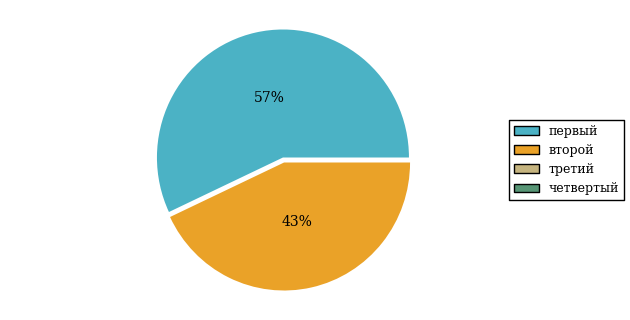 57%
43%
первый
второй
третий
четвертый